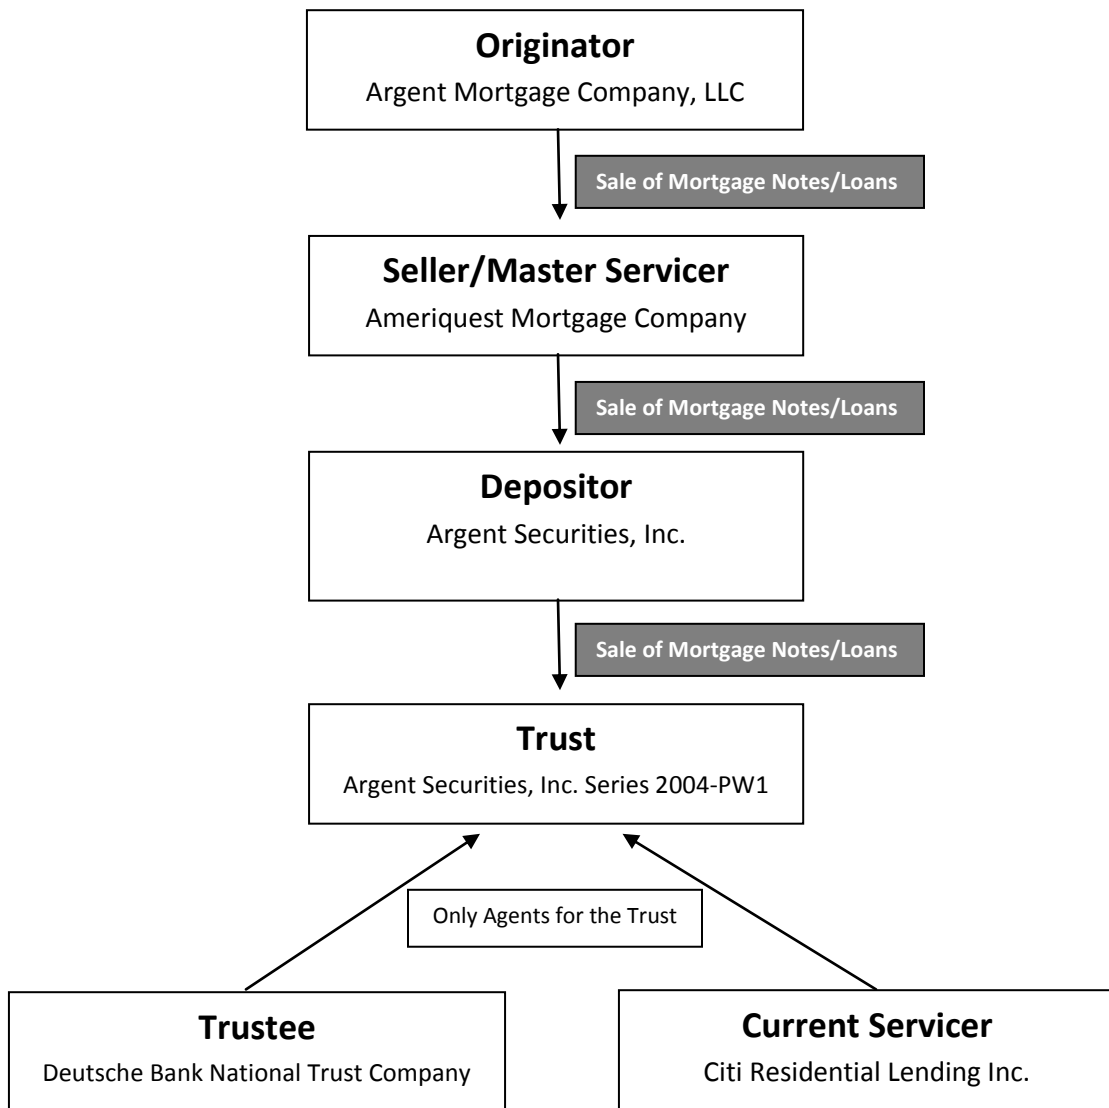 Originator
Argent Mortgage Company, LLC
Sale of Mortgage Notes/Loans
Seller/Master Servicer
Ameriquest Mortgage Company
Sale of Mortgage Notes/Loans
Depositor
Argent Securities, Inc.
Sale of Mortgage Notes/Loans
Trust
Argent Securities, Inc. Series 2004-PW1
Only Agents for the Trust
Trustee
Deutsche Bank National Trust Company
Current Servicer
Citi Residential Lending Inc.